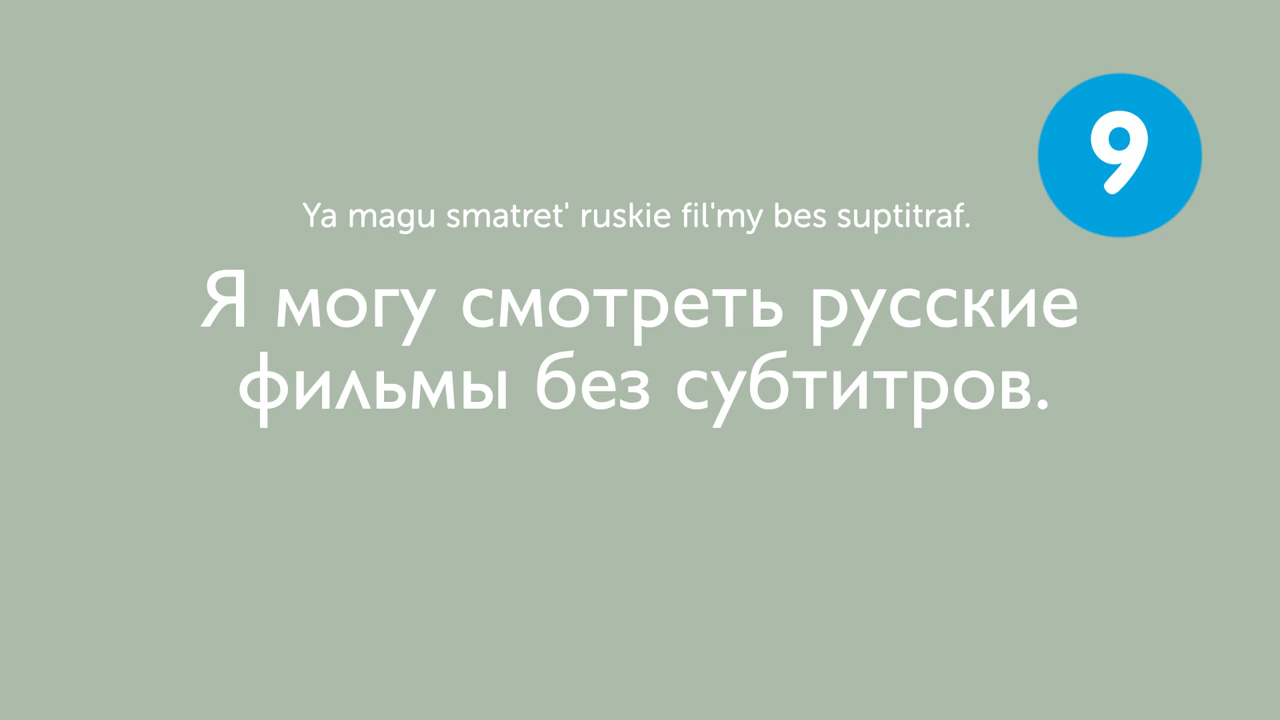 9
Ya magu smatret' ruskie fil'my bes suptitraf.
Я могу смотреть русские
фильмы без субтитров.